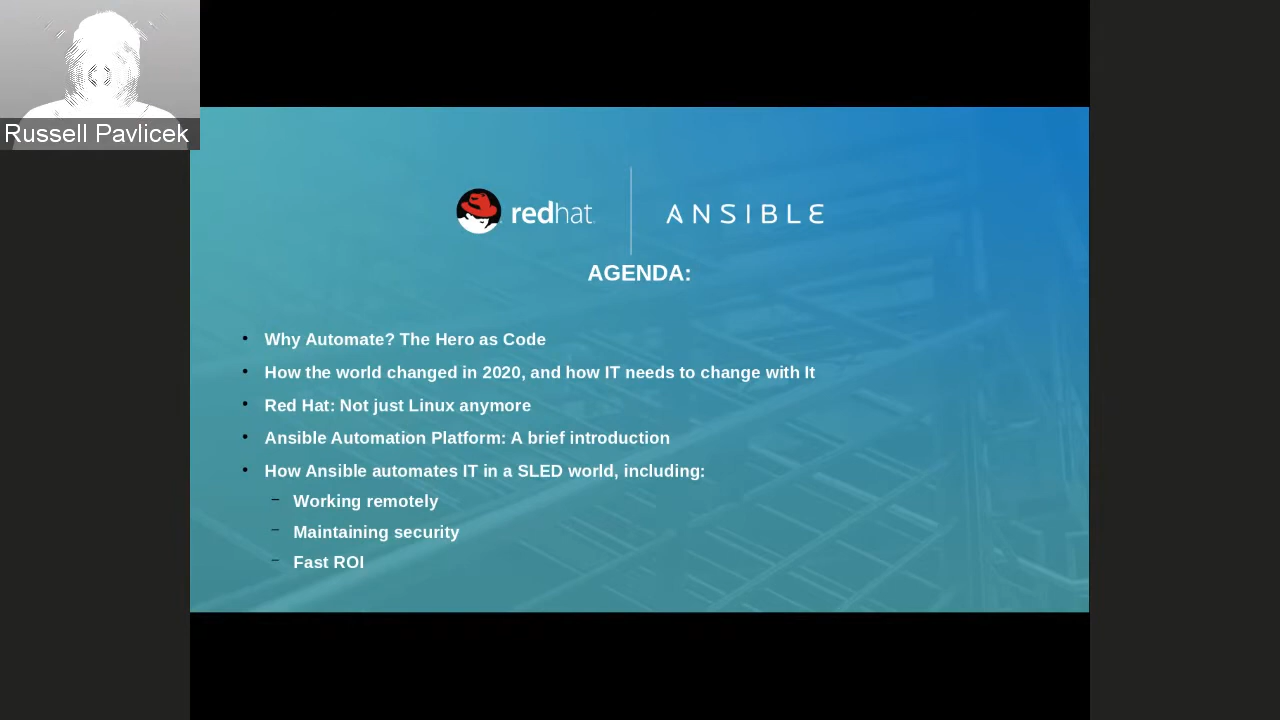 Russell Pavlicek
redhat.
ANSIBLE
AGENDA:
• Why Automate? The Hero as Code
• How the world changed in 2020, and how IT needs to change with It
• Red Hat: Not just Linux anymore
• Ansible Automation Platform: A brief introduction
• How Ansible automates IT in a SLED world, including:
– Working remotely
– Maintaining security
– Fast ROI